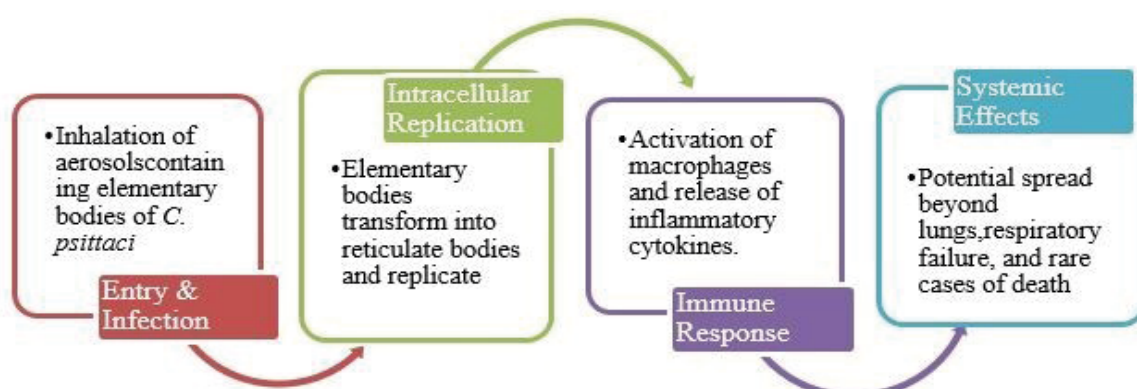 •Inhalation of
aerosolscontain
ing elementary
bodies of C.
psittaci
Entry &
Infection
Intracellular
Replication
•Elementary
bodies
transform into
reticulate bodies
and replicate
•Activation of
macrophages
and release of
inflammatory
cytokines.
Immune
Response
Systemic
Effects
•Potential spread
beyond
lungs,respiratory
failure, and rare
cases of death